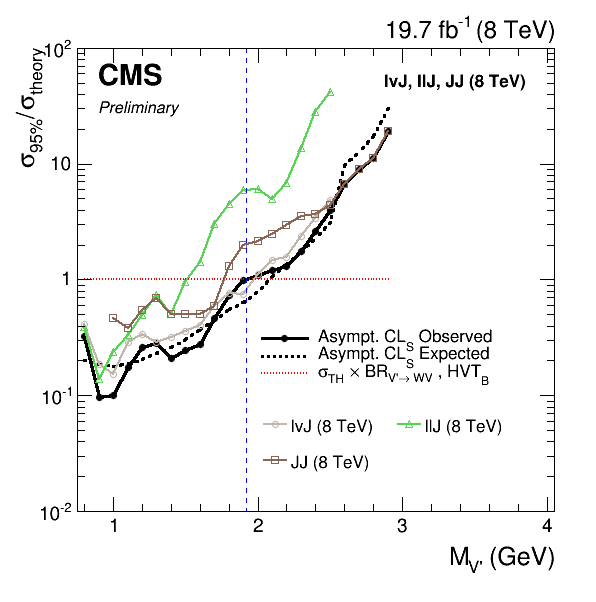 19.7 fb⁻¹ (8 TeV)
10²
CMS
lνJ, llJ, JJ (8 TeV)
Preliminary
σ95%/σtheory
10
1
Asympt. CLS Observed
Asympt. CLS Expected
σTH × BRV'→ WV , HVTB
10⁻¹
lνJ (8 TeV)
llJ (8 TeV)
JJ (8 TeV)
10⁻²
1
2
3
4
MV' (GeV)